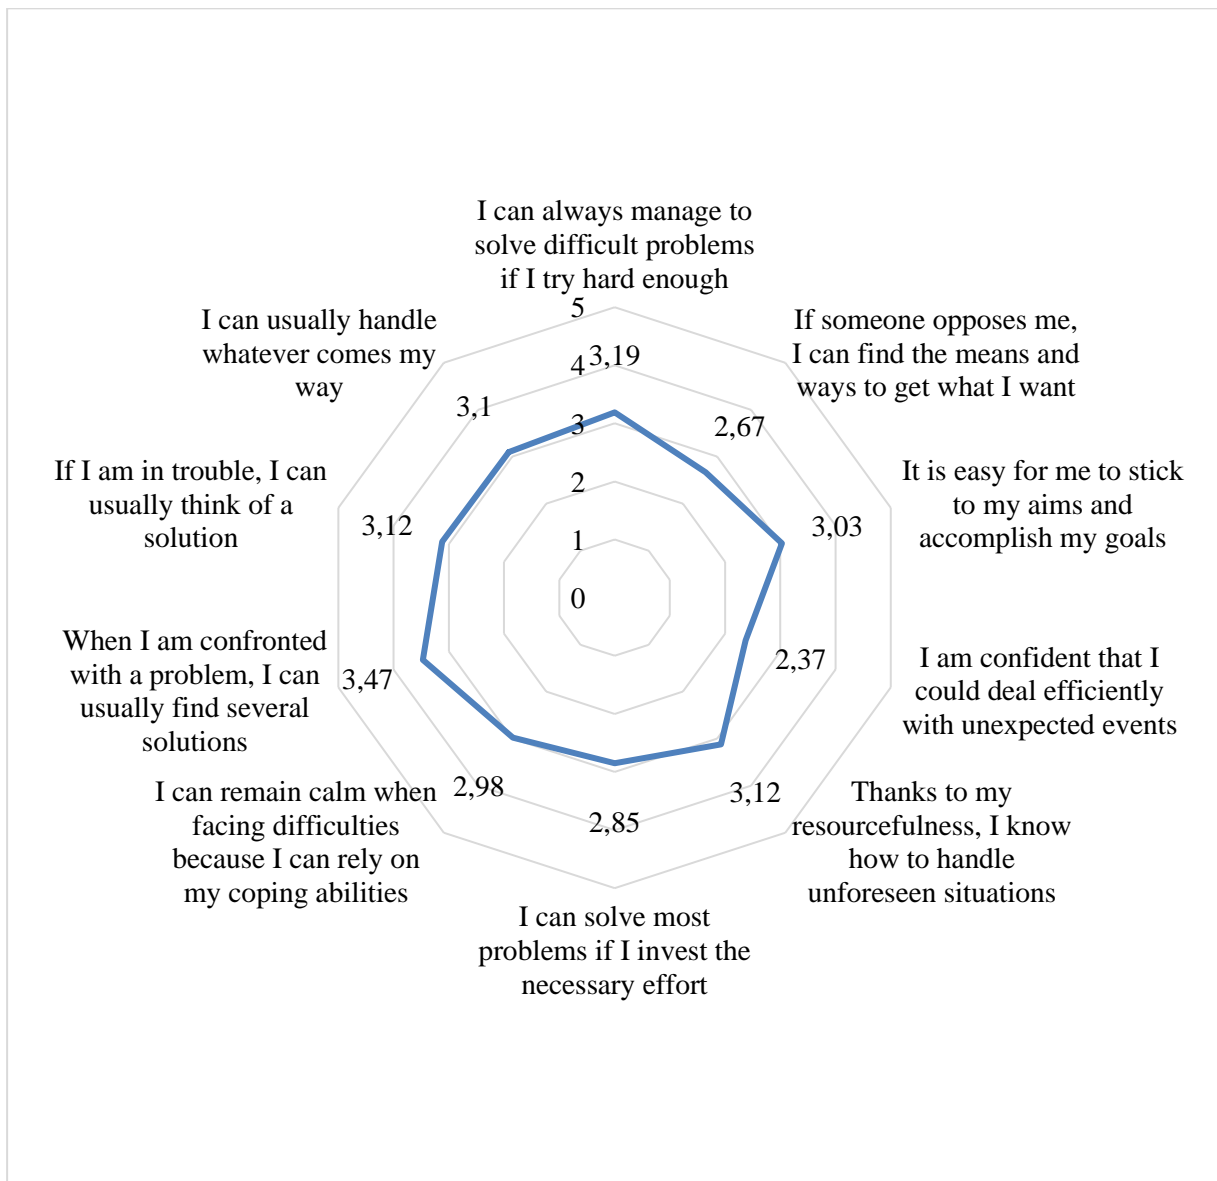 I can always manage to
solve difficult problems
if I try hard enough
If someone opposes me,
I can find the means and
ways to get what I want
It is easy for me to stick
to my aims and
accomplish my goals
I am confident that I
could deal efficiently
with unexpected events
Thanks to my
resourcefulness, I know
how to handle
unforeseen situations
I can solve most
problems if I invest the
necessary effort
I can remain calm when
facing difficulties
because I can rely on
my coping abilities
When I am confronted
with a problem, I can
usually find several
solutions
If I am in trouble, I can
usually think of a
solution
I can usually handle
whatever comes my
way
5
4
3
2
1
0
3,19
2,67
3,03
2,37
3,12
2,85
2,98
3,47
3,12
3,1